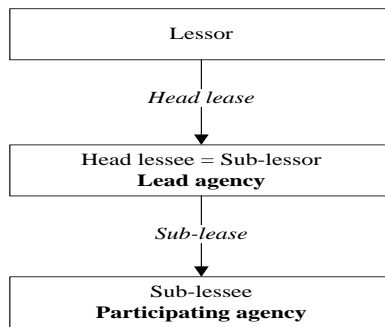 Lessor
Head lease
Head lessee = Sub-lessor
Lead agency
Sub-lease
Sub-lessee
Participating agency